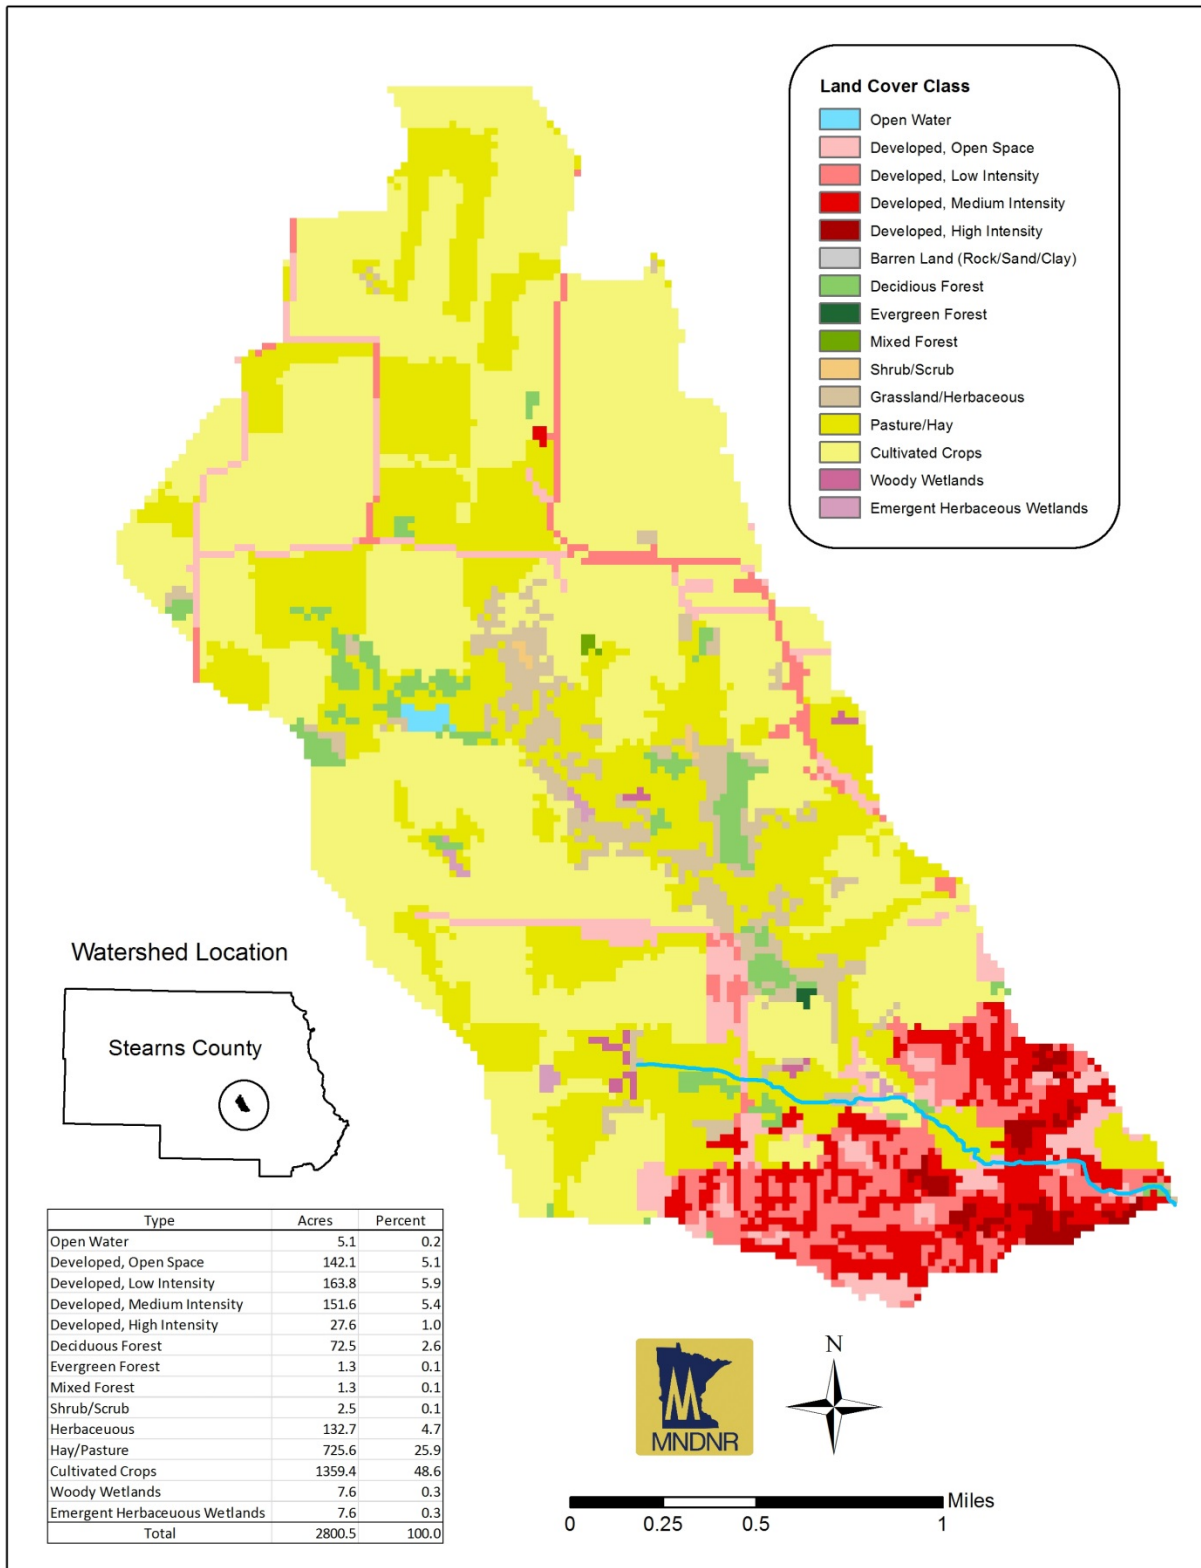 Land Cover Class
Open Water
Developed, Open Space
Developed, Low Intensity
Developed, Medium Intensity
Developed, High Intensity
Barren Land (Rock/Sand/Clay)
Decidious Forest
Evergreen Forest
Mixed Forest
Shrub/Scrub
Grassland/Herbaceous
Pasture/Hay
Cultivated Crops
Woody Wetlands
Emergent Herbaceous Wetlands
Watershed Location
Stearns County
Type Acres Percent
Open Water 5.1 0.2
Developed, Open Space 142.1 5.1
Developed, Low Intensity 163.8 5.9
Developed, Medium Intensity 151.6 5.4
Developed, High Intensity 27.6 1.0
Deciduous Forest 72.5 2.6
Evergreen Forest 1.3 0.1
Mixed Forest 1.3 0.1
Shrub/Scrub 2.5 0.1
Herbaceuous 132.7 4.7
Hay/Pasture 725.6 25.9
Cultivated Crops 1359.4 48.6
Woody Wetlands 7.6 0.3
Emergent Herbaceuous Wetlands 7.6 0.3
Total 2800.5 100.0
MNDNR
N
Miles
0 0.25 0.5 1